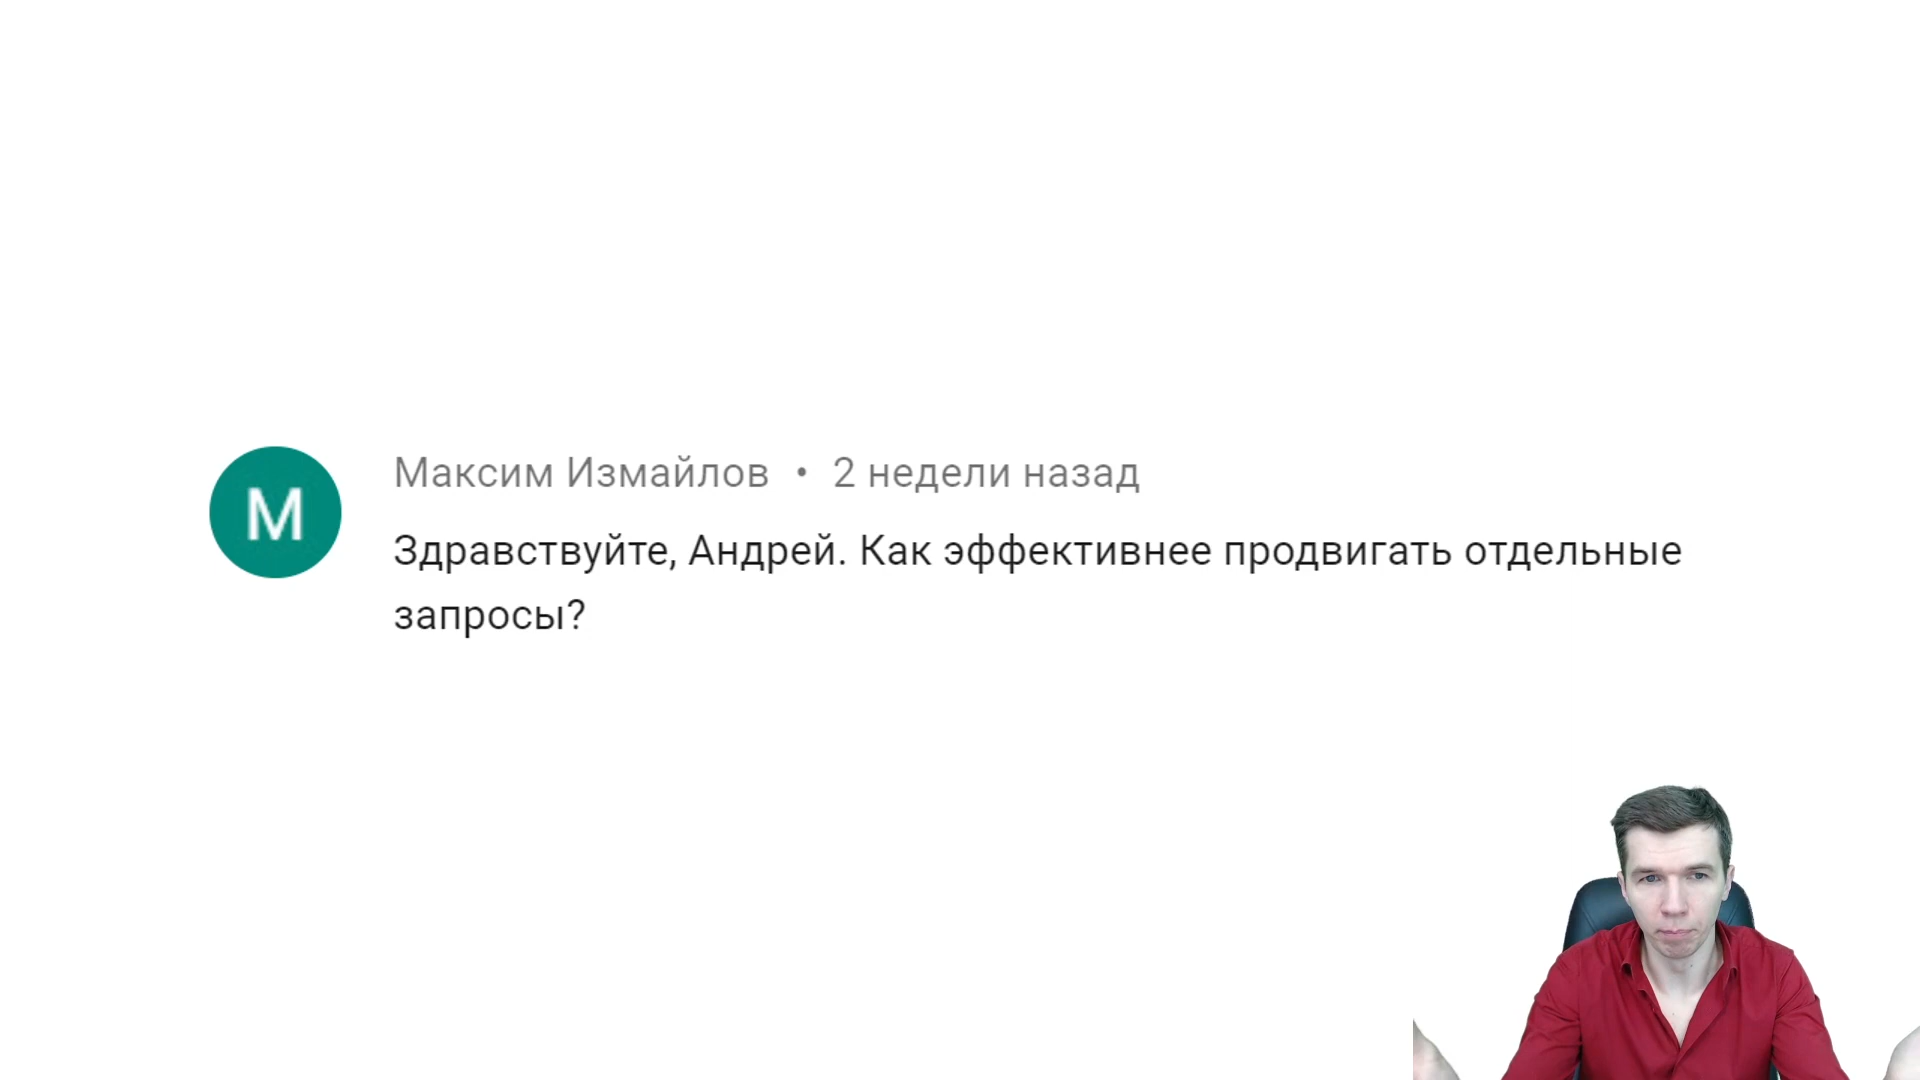 М
Максим Измайлов • 2 недели назад
Здравствуйте, Андрей. Как эффективнее продвигать отдельные
запросы?